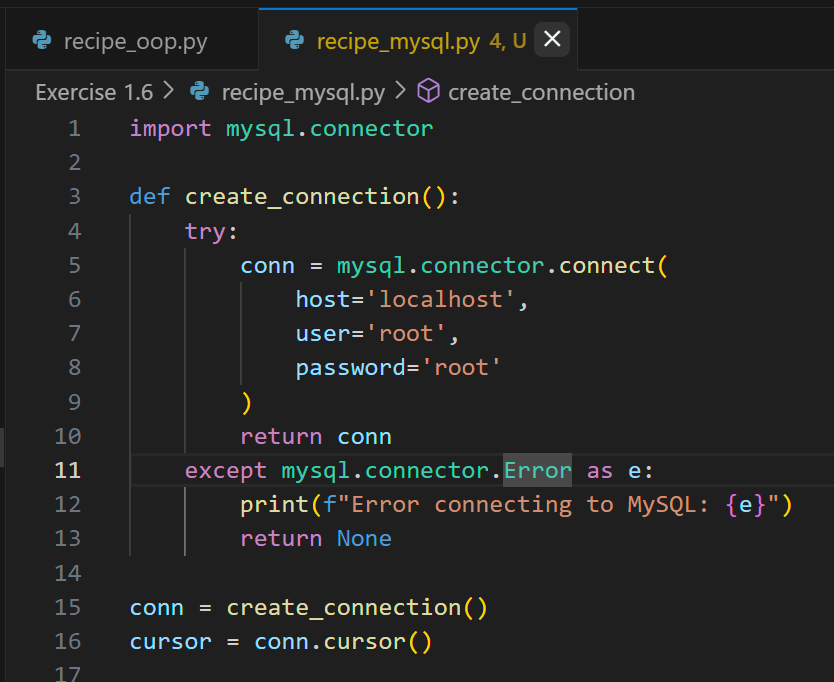 recipe_oop.py
recipe_mysql.py 4, U
Exercise 1.6 > recipe_mysql.py > create_connection
1 import mysql.connector
2
3 def create_connection():
4     try:
5         conn = mysql.connector.connect(
6             host='localhost',
7             user='root',
8             password='root'
9         )
10         return conn
11     except mysql.connector.Error as e:
12         print(f"Error connecting to MySQL: {e}")
13         return None
14
15 conn = create_connection()
16 cursor = conn.cursor()
17